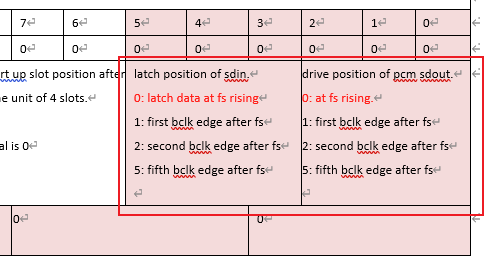 7 6 5 4 3 2 1 0
0 0 0 0 0 0 0 0
rt up slot position after
e unit of 4 slots.
al is 0
latch position of sdin.
0: latch data at fs rising
1: first bclk edge after fs
2: second bclk edge after fs
5: fifth bclk edge after fs
drive position of pcm sdout.
0: at fs rising.
1: first bclk edge after fs
2: second bclk edge after fs
5: fifth bclk edge after fs
0 0